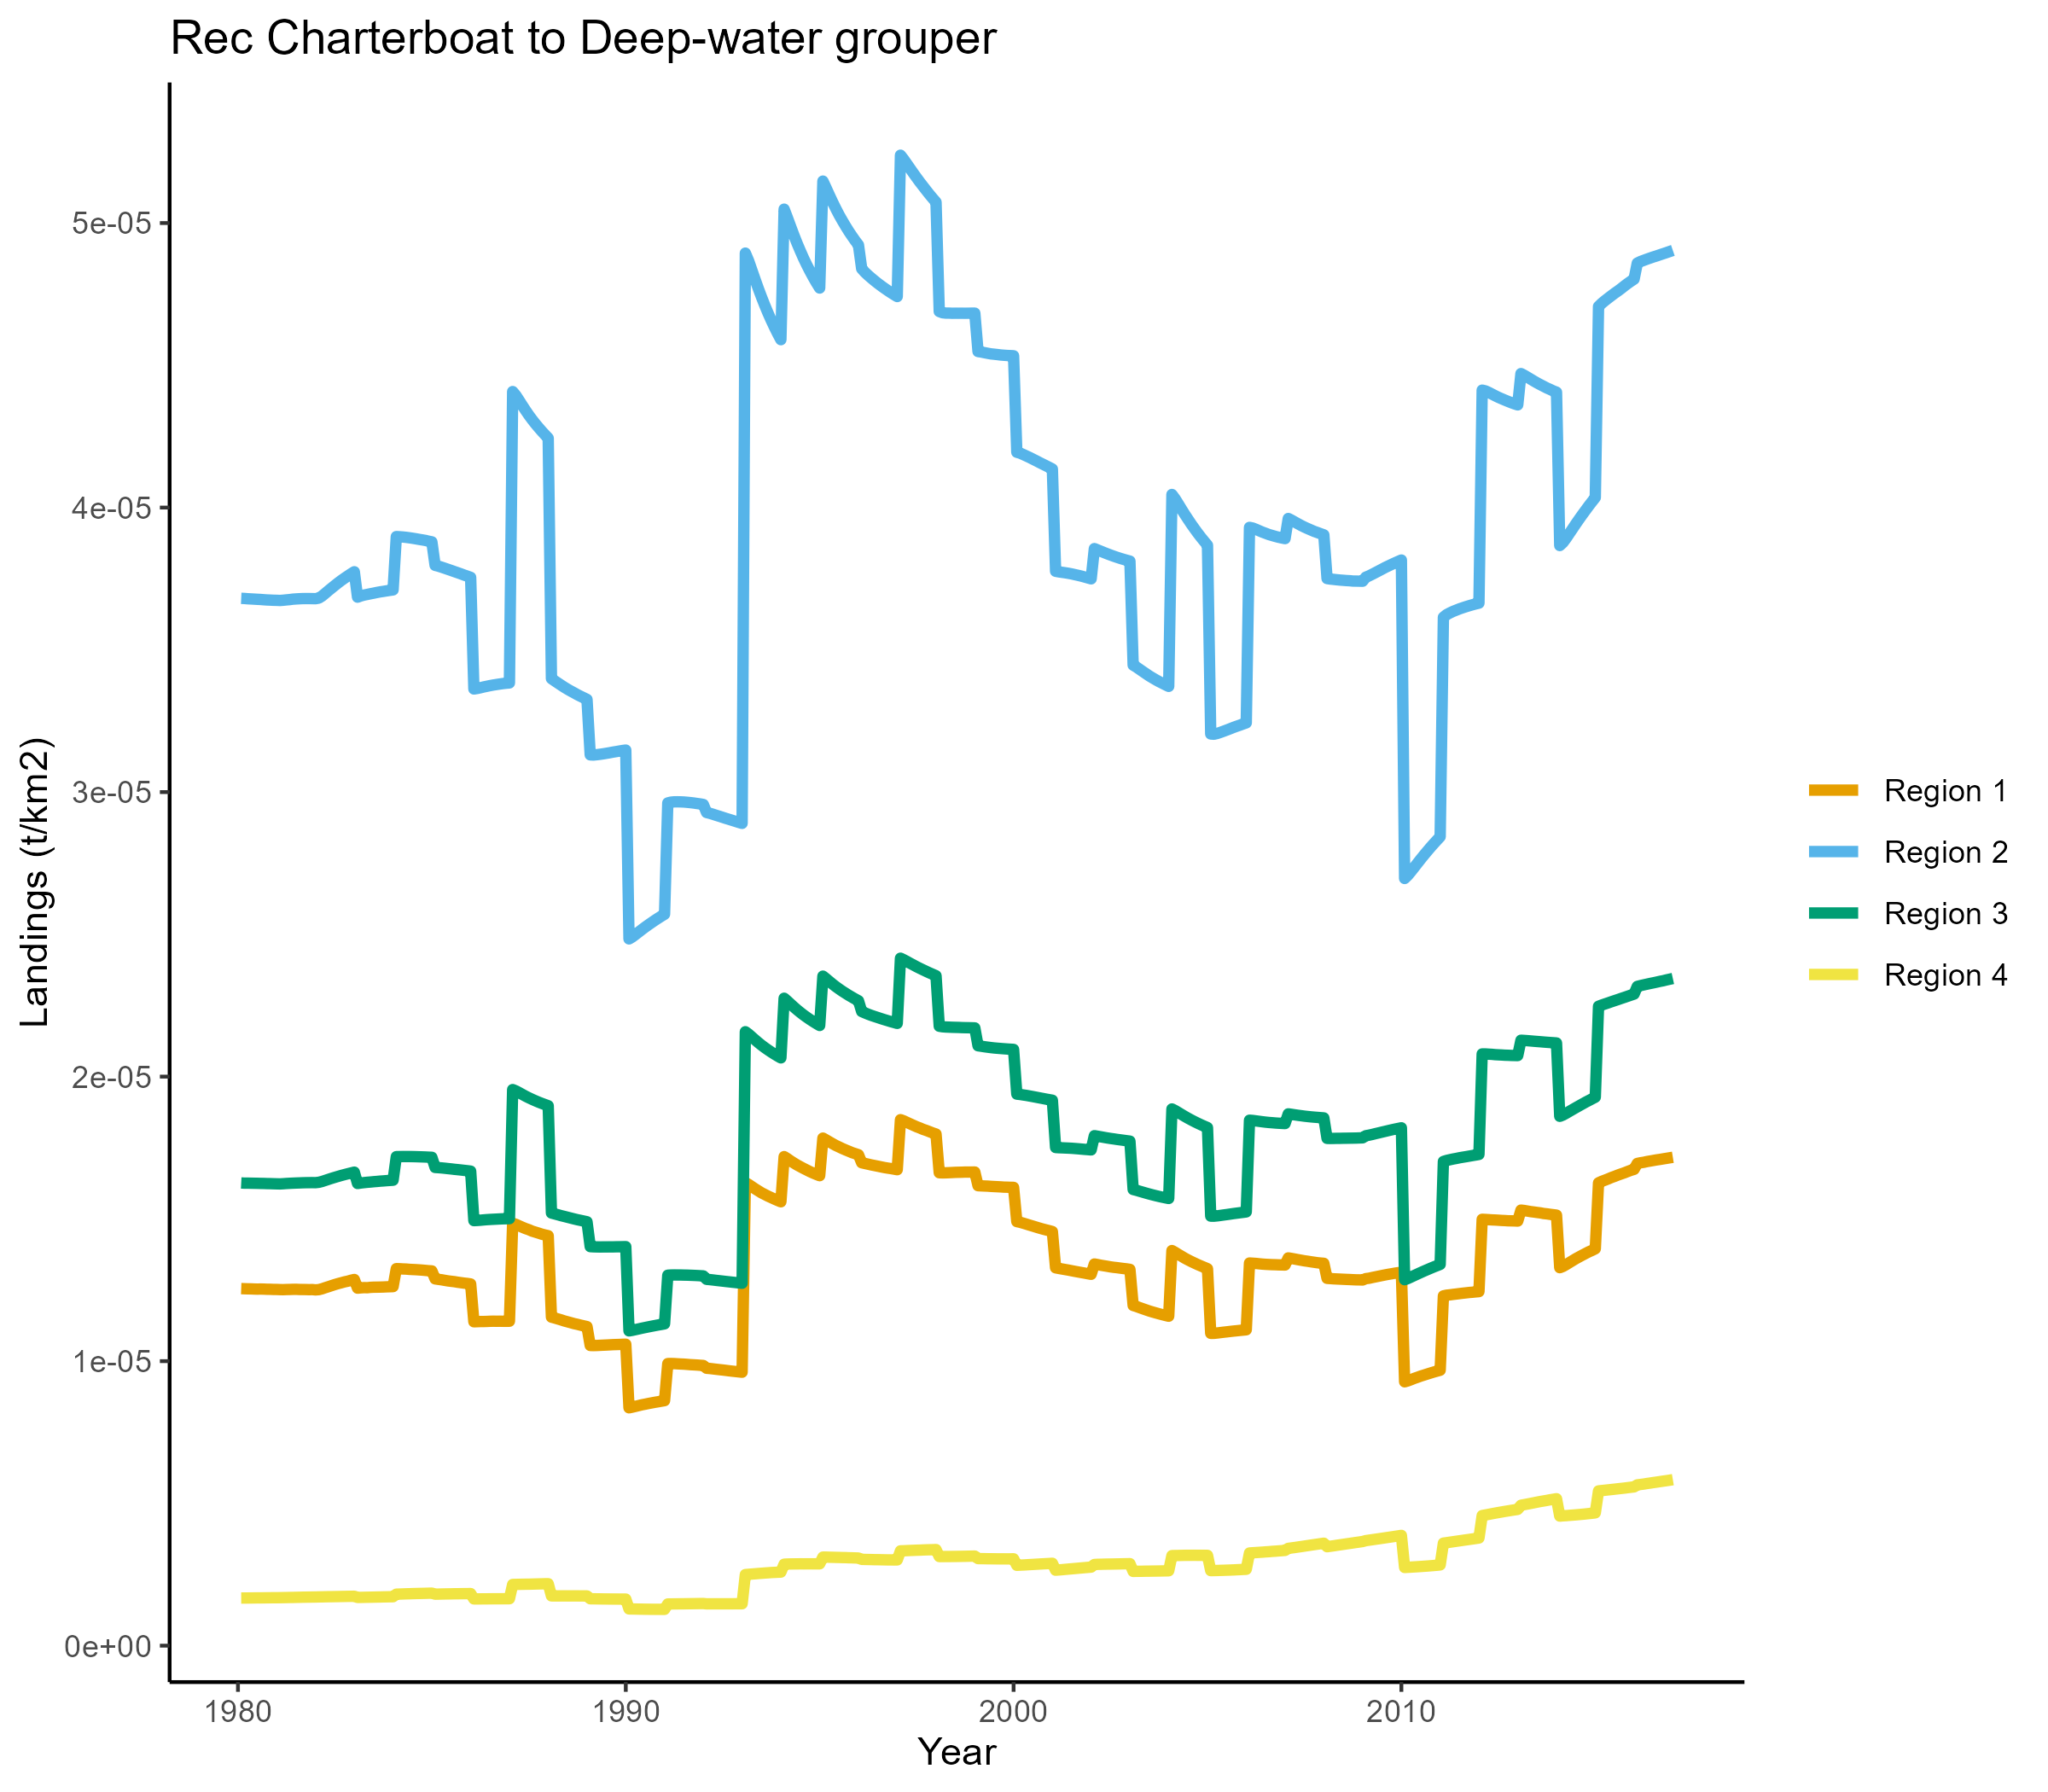 Rec Charterboat to Deep-water grouper
Landings (t/km2)
5e-05
4e-05
3e-05
2e-05
1e-05
0e+00
1980
1990
2000
2010
Year
Region 1
Region 2
Region 3
Region 4